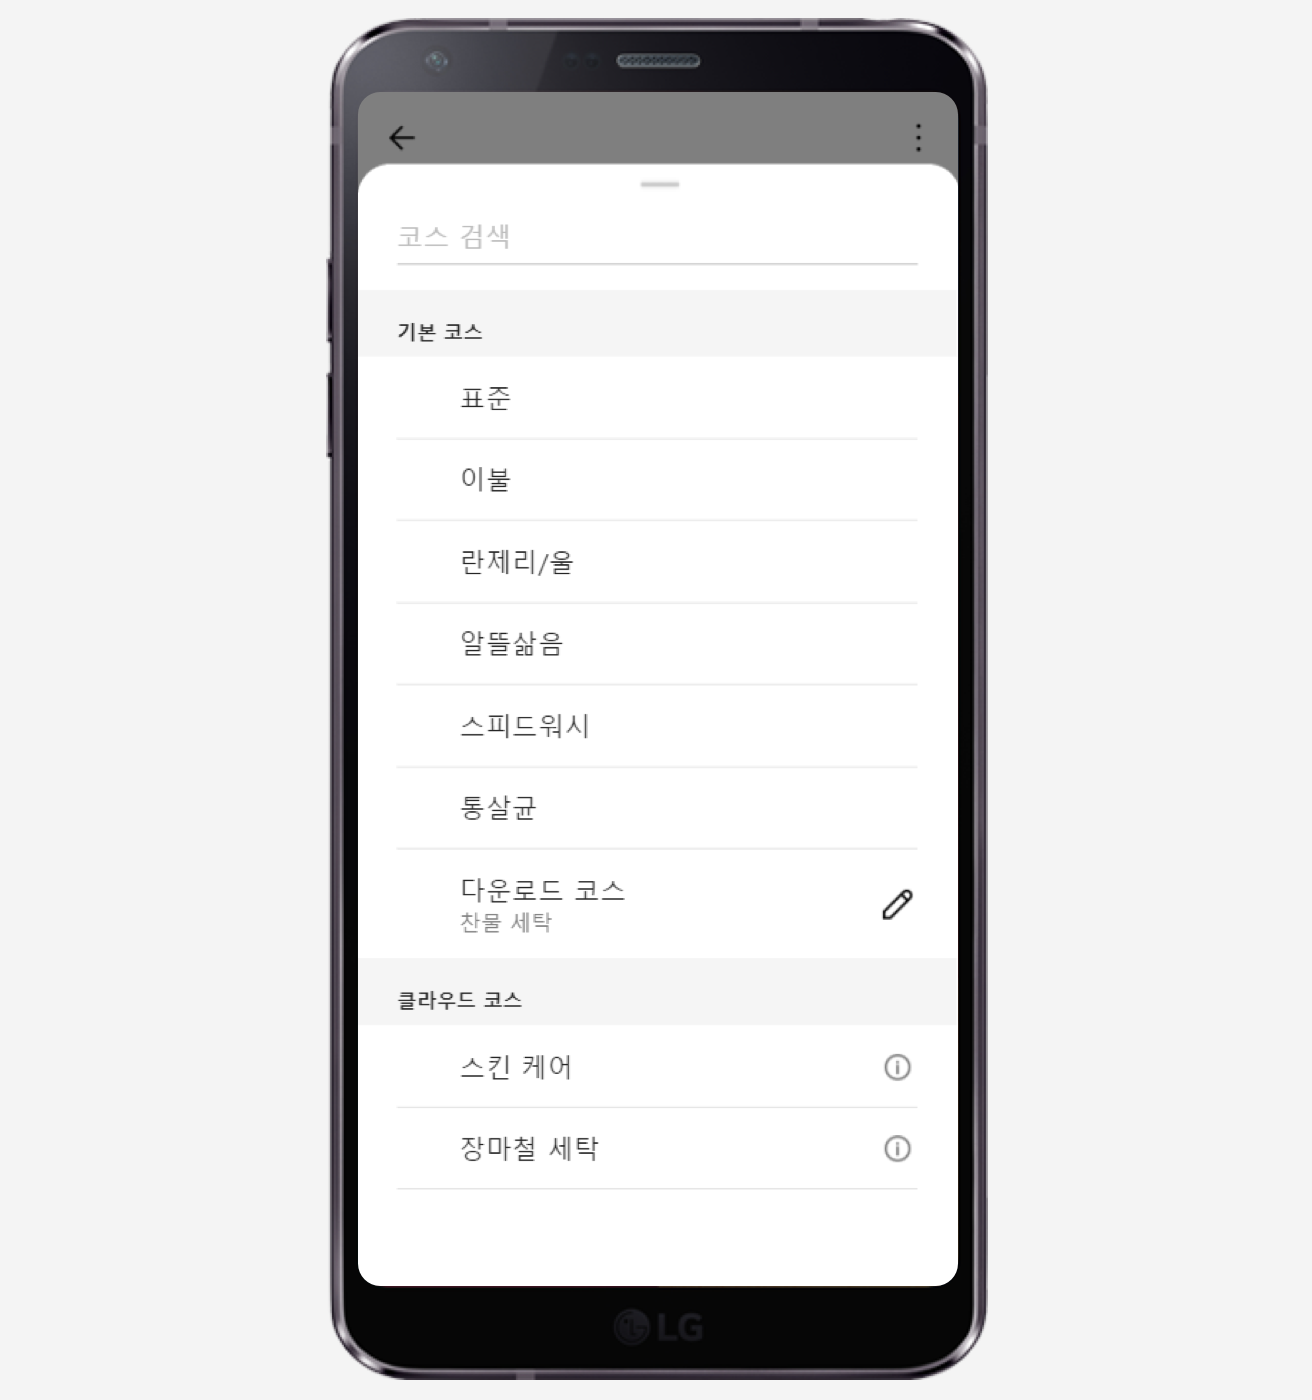 코스 검색
기본 코스
표준
이불
란제리/울
알뜰삶음
스피드워시
통살균
다운로드 코스
찬물 세탁
클라우드 코스
스킨 케어
장마철 세탁
LG